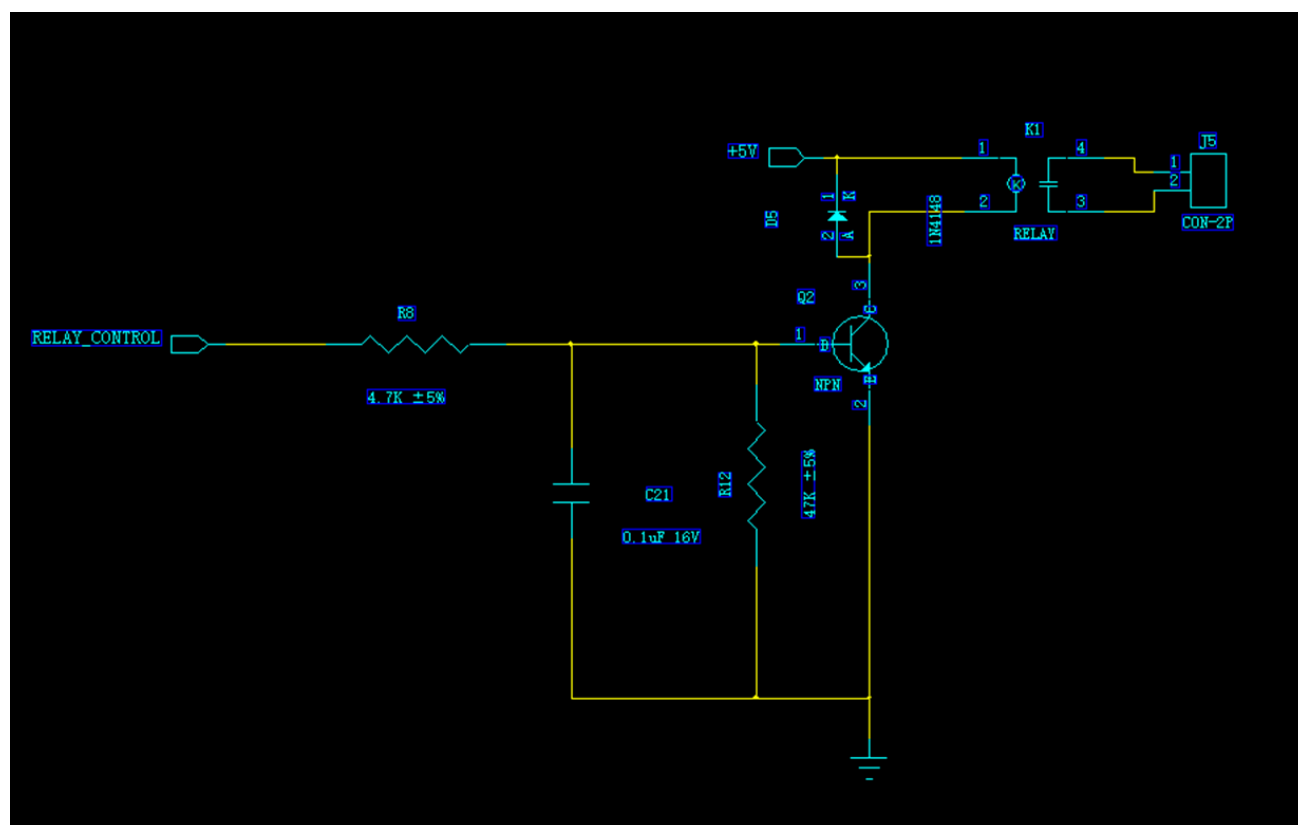 K1
J5
+5V
1
4
1
2
K
1
K
D5
2
A
1N4148
2
3
RELAY
CON-2P
3
C
Q2
RELAY_CONTROL
R8
1
B
NPN
E
2
4.7K ±5%
R12
47K ±5%
C21
0.1uF 16V